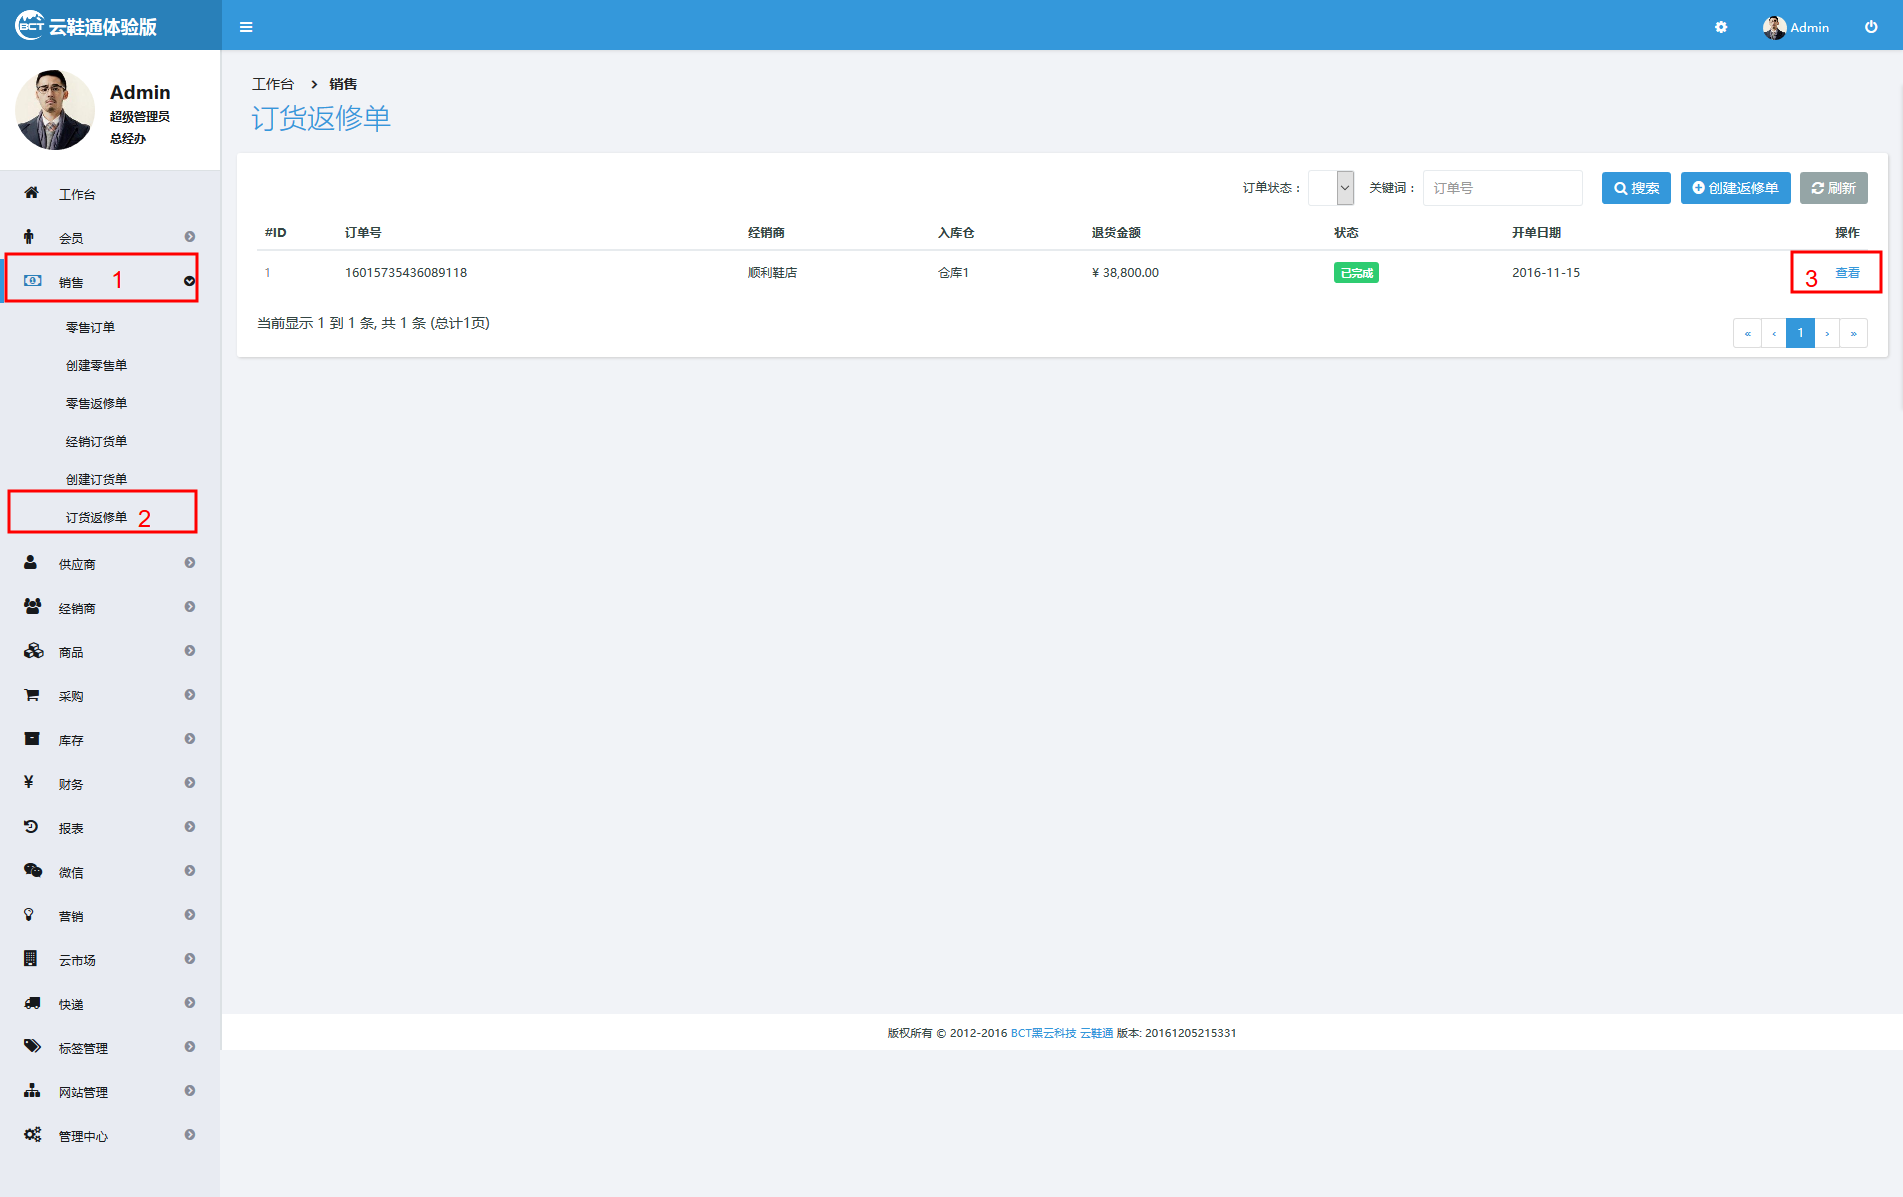 BCT 云鞋通体验版
Admin
Admin
超级管理员
总经办
工作台
会员
销售 1
零售订单
创建零售单
零售返修单
经销订货单
创建订货单
订货返修单 2
供应商
经销商
商品
采购
库存
¥ 财务
报表
微信
营销
云市场
快递
标签管理
网站管理
管理中心
工作台 > 销售
订货返修单
订单状态： 关键词： 订单号 搜索 创建返修单 刷新
#ID 订单号 经销商 入库仓 退货金额 状态 开单日期 操作
1 16015735436089118 顺利鞋店 仓库1 ¥ 38,800.00 已完成 2016-11-15 3 查看
当前显示 1 到 1 条, 共 1 条 (总计1页)
« ‹ 1 › »
版权所有 © 2012-2016 BCT黑云科技 云鞋通 版本: 20161205215331